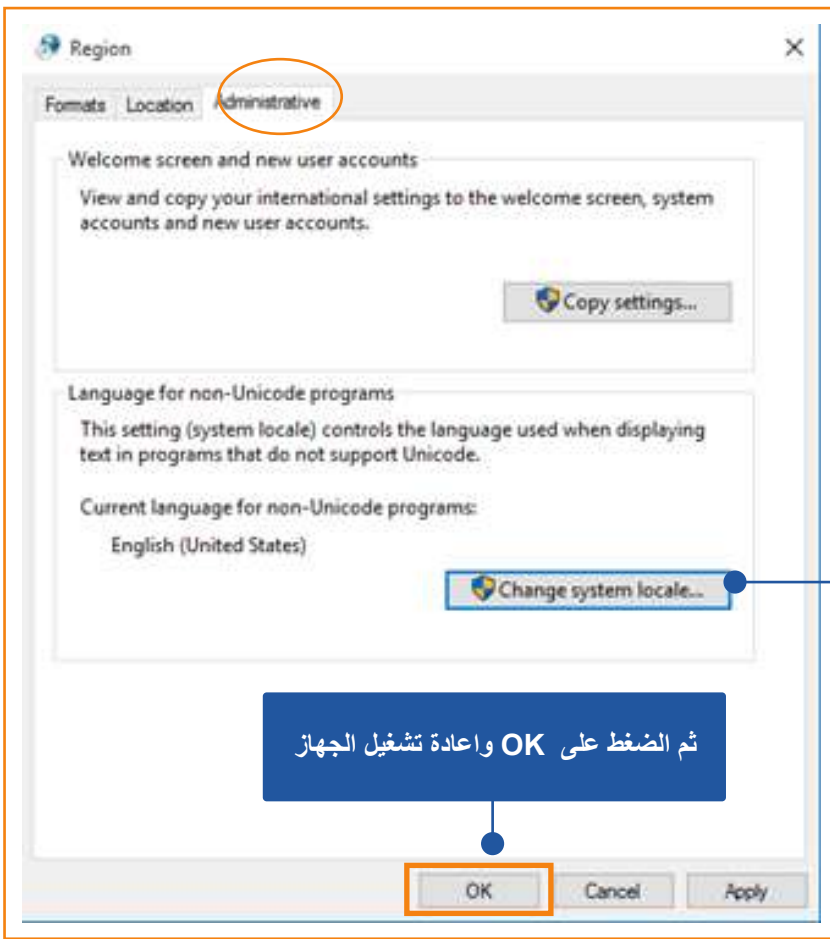 Region
Formats Location Administrative
Welcome screen and new user accounts
View and copy your international settings to the welcome screen, system
accounts and new user accounts.
Copy settings...
Language for non-Unicode programs
This setting (system locale) controls the language used when displaying
text in programs that do not support Unicode.
Current language for non-Unicode programs:
English (United States)
Change system locale...
ثم الضغط على OK واعادة تشغيل الجهاز
OK Cancel Apply